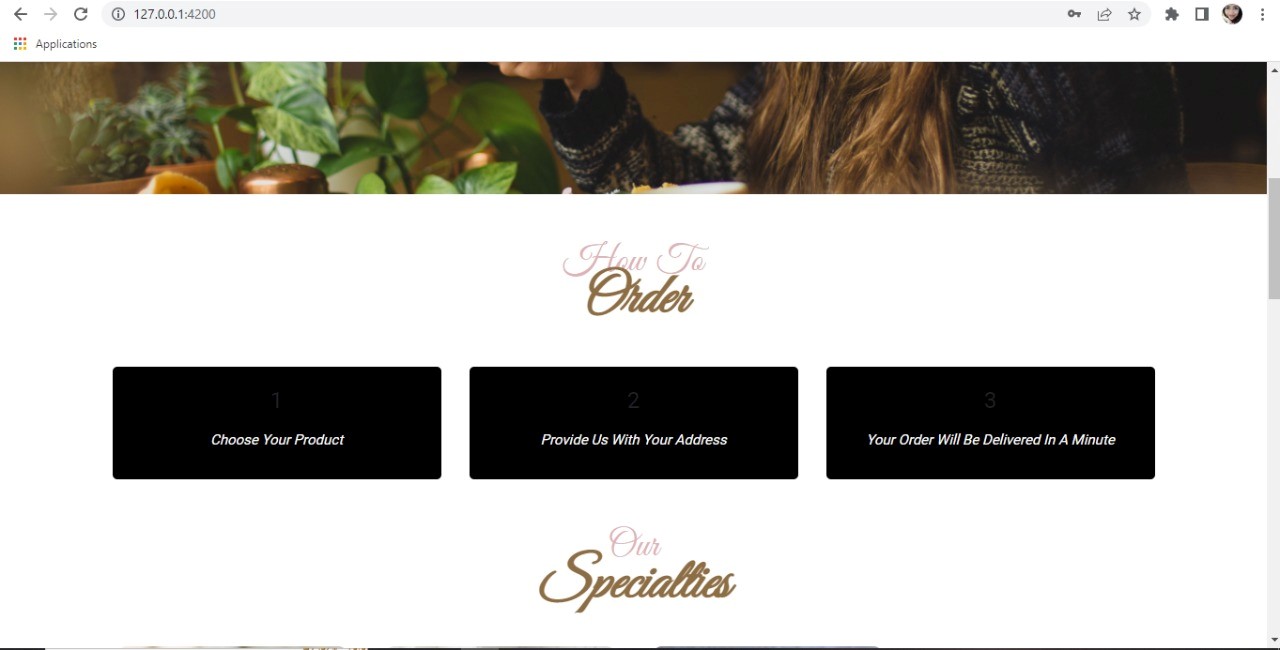 127.0.0.1:4200
Applications
How To
Order
1
2
3
Choose Your Product
Provide Us With Your Address
Your Order Will Be Delivered In A Minute
Our
Specialties